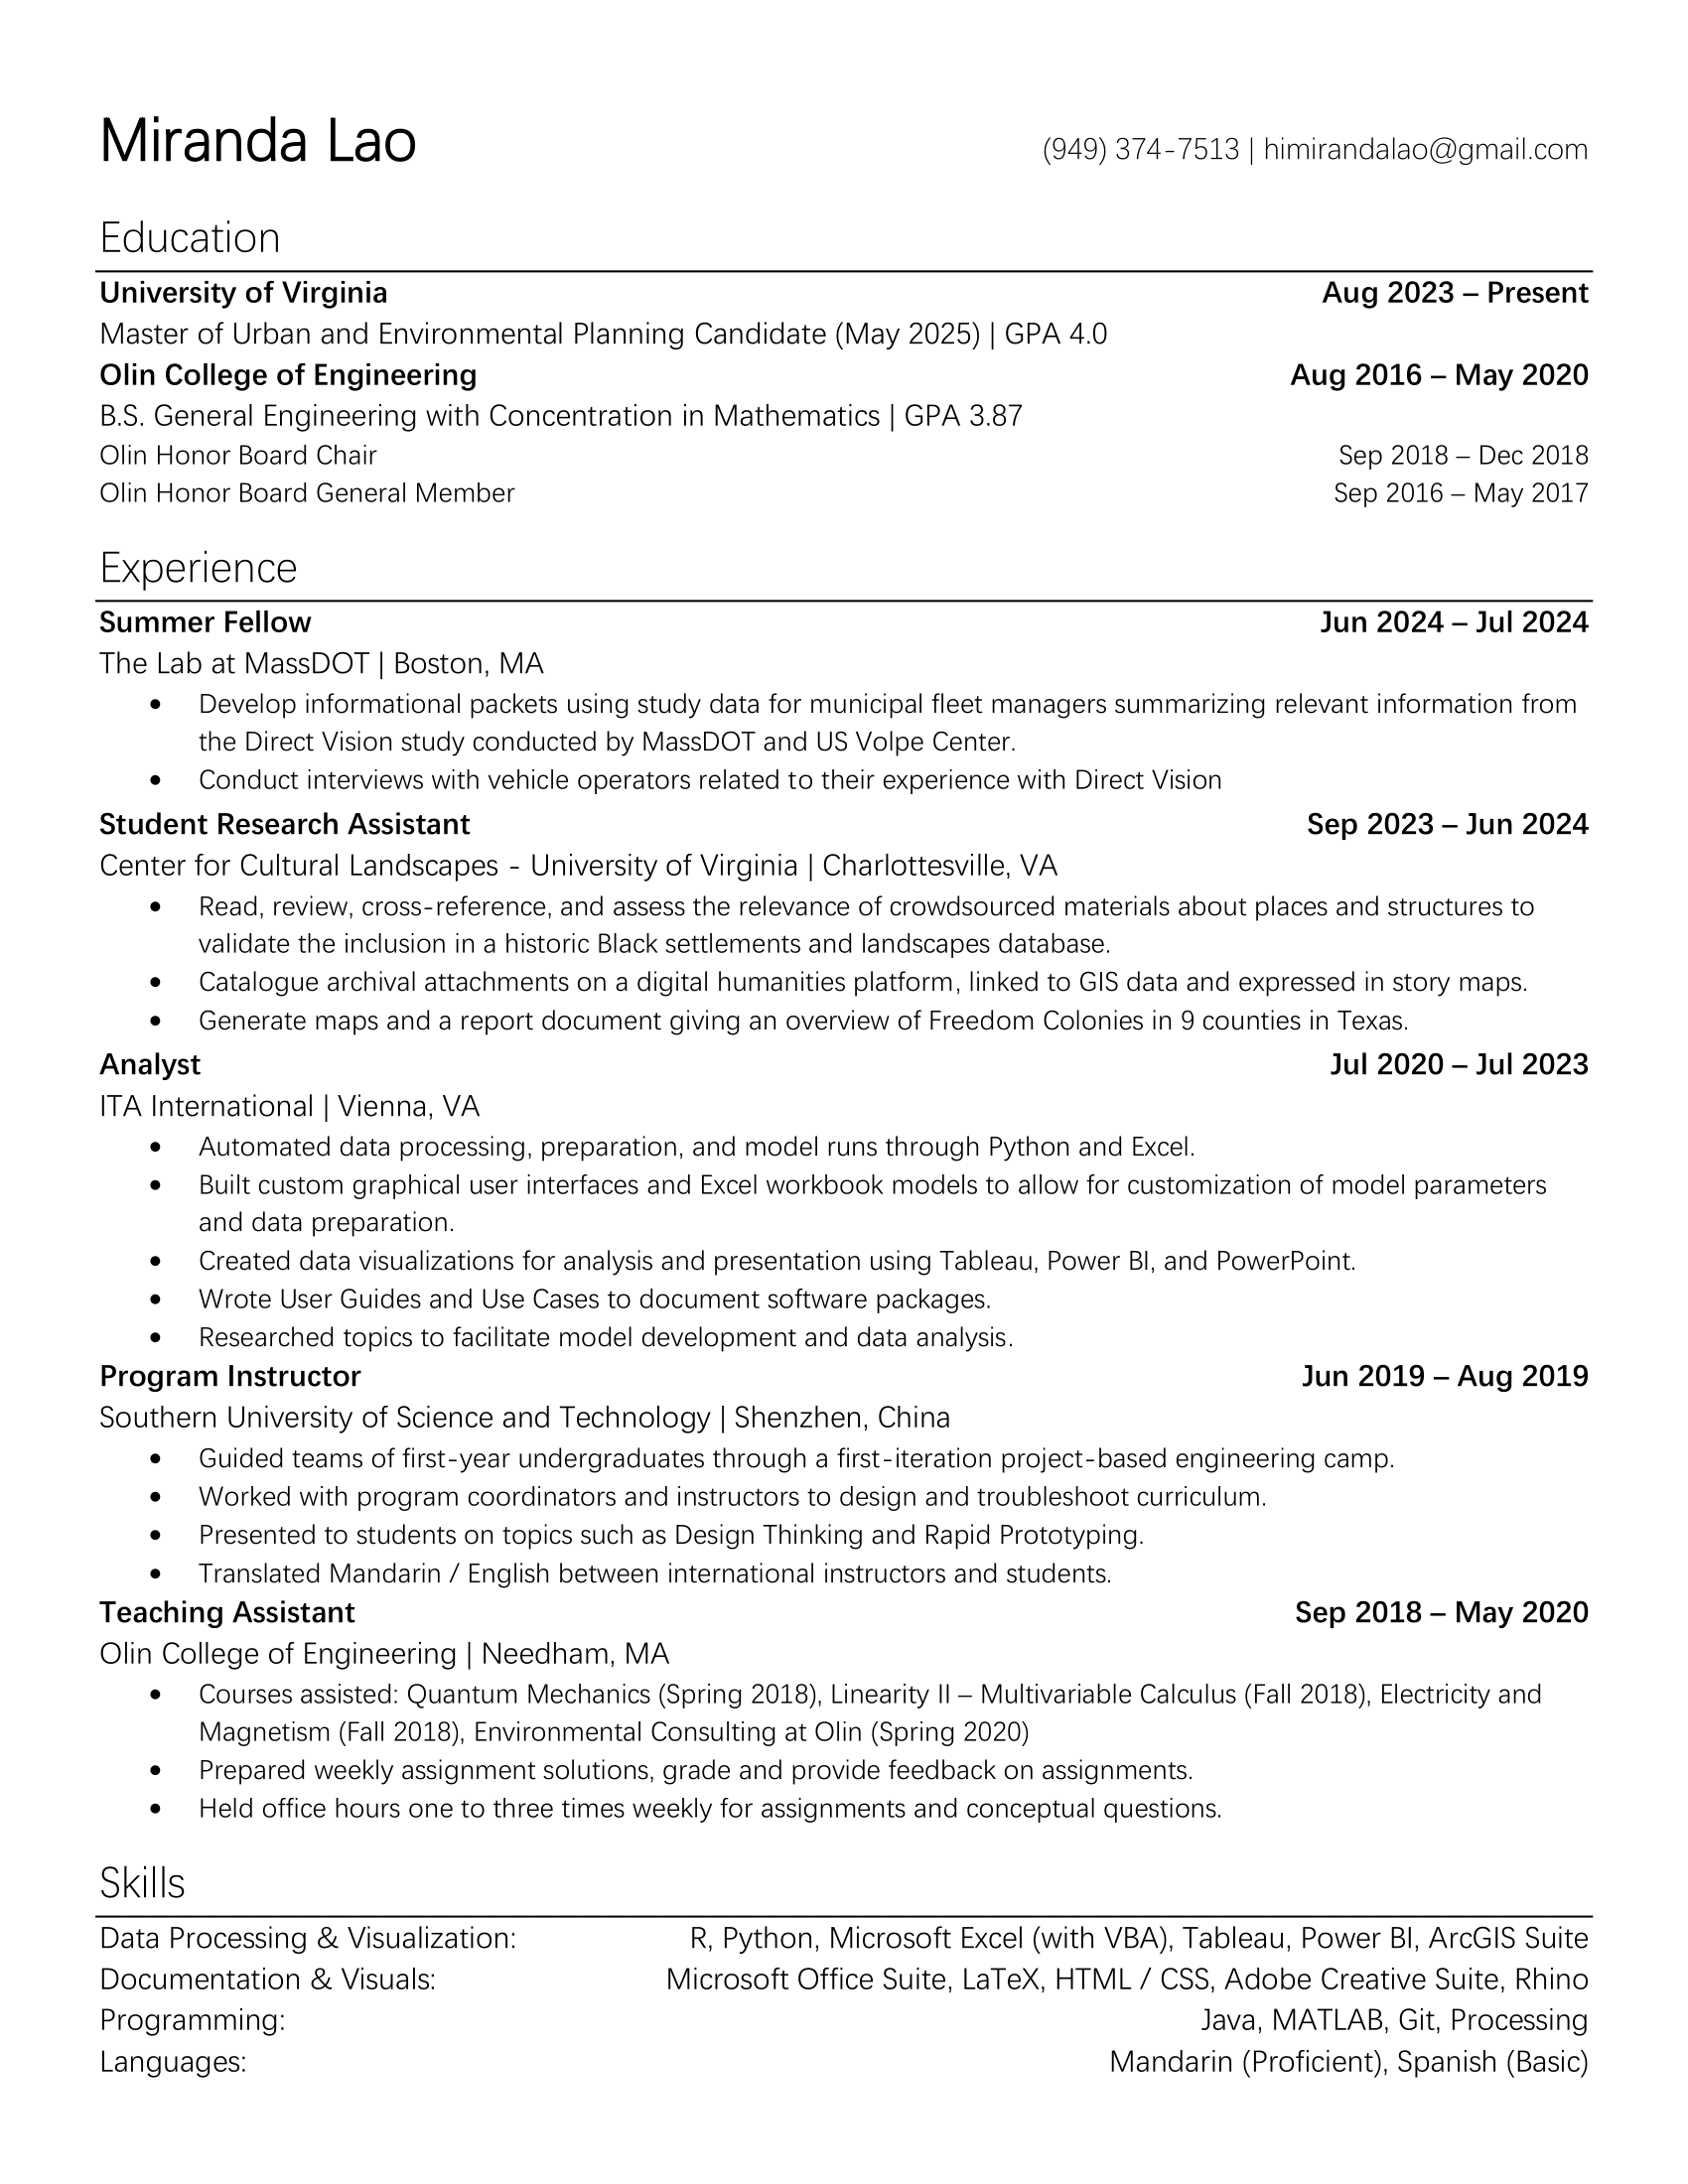 Miranda Lao (949) 374-7513 | himirandalao@gmail.com
Education
University of Virginia Aug 2023 – Present
Master of Urban and Environmental Planning Candidate (May 2025) | GPA 4.0
Olin College of Engineering Aug 2016 – May 2020
B.S. General Engineering with Concentration in Mathematics | GPA 3.87
Olin Honor Board Chair Sep 2018 – Dec 2018
Olin Honor Board General Member Sep 2016 – May 2017
Experience
Summer Fellow Jun 2024 – Jul 2024
The Lab at MassDOT | Boston, MA
• Develop informational packets using study data for municipal fleet managers summarizing relevant information from
the Direct Vision study conducted by MassDOT and US Volpe Center.
• Conduct interviews with vehicle operators related to their experience with Direct Vision
Student Research Assistant Sep 2023 – Jun 2024
Center for Cultural Landscapes - University of Virginia | Charlottesville, VA
• Read, review, cross-reference, and assess the relevance of crowdsourced materials about places and structures to
validate the inclusion in a historic Black settlements and landscapes database.
• Catalogue archival attachments on a digital humanities platform, linked to GIS data and expressed in story maps.
• Generate maps and a report document giving an overview of Freedom Colonies in 9 counties in Texas.
Analyst Jul 2020 – Jul 2023
ITA International | Vienna, VA
• Automated data processing, preparation, and model runs through Python and Excel.
• Built custom graphical user interfaces and Excel workbook models to allow for customization of model parameters
and data preparation.
• Created data visualizations for analysis and presentation using Tableau, Power BI, and PowerPoint.
• Wrote User Guides and Use Cases to document software packages.
• Researched topics to facilitate model development and data analysis.
Program Instructor Jun 2019 – Aug 2019
Southern University of Science and Technology | Shenzhen, China
• Guided teams of first-year undergraduates through a first-iteration project-based engineering camp.
• Worked with program coordinators and instructors to design and troubleshoot curriculum.
• Presented to students on topics such as Design Thinking and Rapid Prototyping.
• Translated Mandarin / English between international instructors and students.
Teaching Assistant Sep 2018 – May 2020
Olin College of Engineering | Needham, MA
• Courses assisted: Quantum Mechanics (Spring 2018), Linearity II – Multivariable Calculus (Fall 2018), Electricity and
Magnetism (Fall 2018), Environmental Consulting at Olin (Spring 2020)
• Prepared weekly assignment solutions, grade and provide feedback on assignments.
• Held office hours one to three times weekly for assignments and conceptual questions.
Skills
Data Processing & Visualization: R, Python, Microsoft Excel (with VBA), Tableau, Power BI, ArcGIS Suite
Documentation & Visuals: Microsoft Office Suite, LaTeX, HTML / CSS, Adobe Creative Suite, Rhino
Programming: Java, MATLAB, Git, Processing
Languages: Mandarin (Proficient), Spanish (Basic)